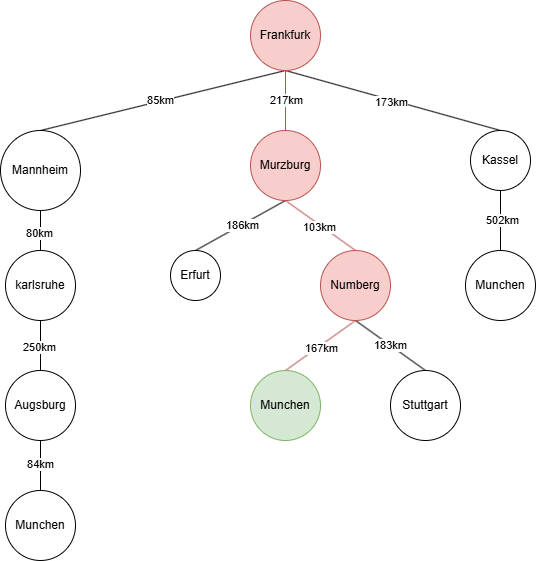 Frankfurk
85km
217km
173km
Mannheim
Murzburg
Kassel
80km
186km
103km
502km
karlsruhe
Erfurt
Numberg
Munchen
250km
167km
183km
Augsburg
Munchen
Stuttgart
84km
Munchen